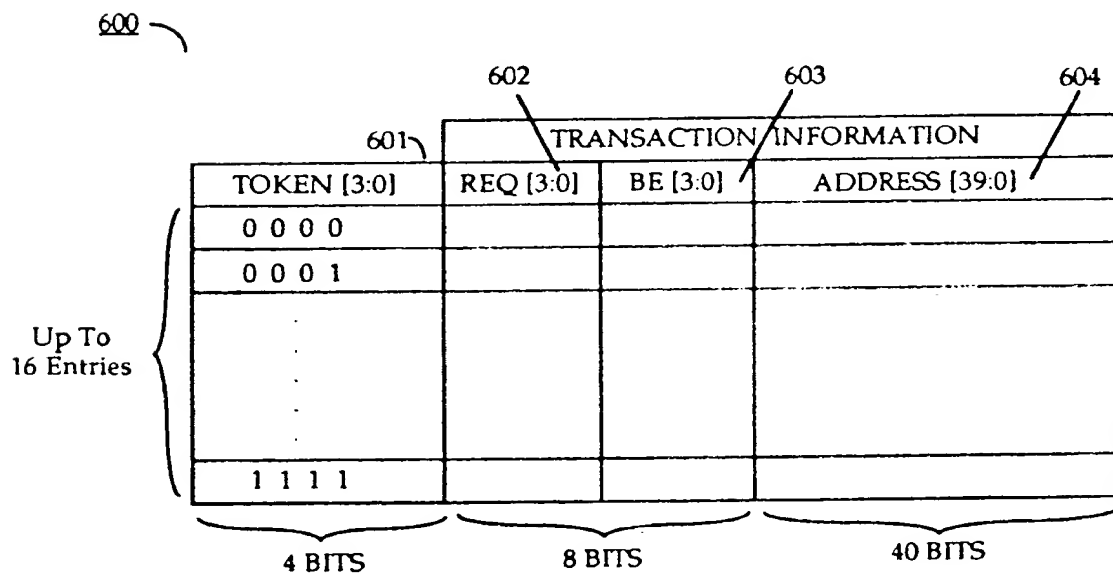 600
602
603
604
601
TRANSACTION INFORMATION
TOKEN [3:0]
REQ [3:0]
BE [3:0]
ADDRESS [39:0]
0 0 0 0
0 0 0 1
Up To
16 Entries
1 1 1 1
4 BITS
8 BITS
40 BITS